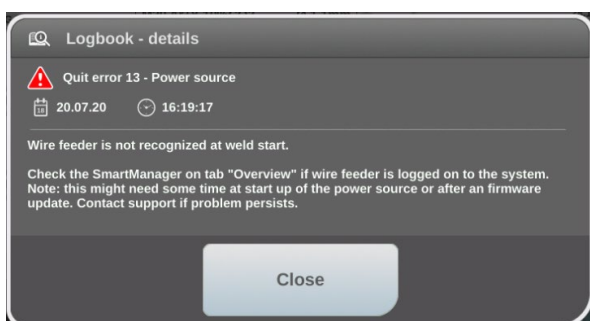 Logbook - details
Quit error 13 - Power source
20.07.20 16:19:17
Wire feeder is not recognized at weld start.
Check the SmartManager on tab "Overview" if wire feeder is logged on to the system.
Note: this might need some time at start up of the power source or after an firmware
update. Contact support if problem persists.
Close